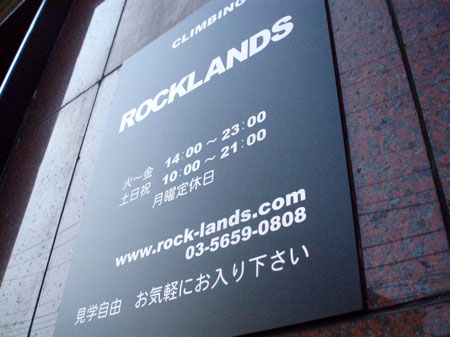 CLIMBING
ROCKLANDS
火～金 14:00～23:00
土日祝 10:00～21:00
月曜定休日
www.rock-lands.com
03-5659-0808
見学自由 お気軽にお入り下さい